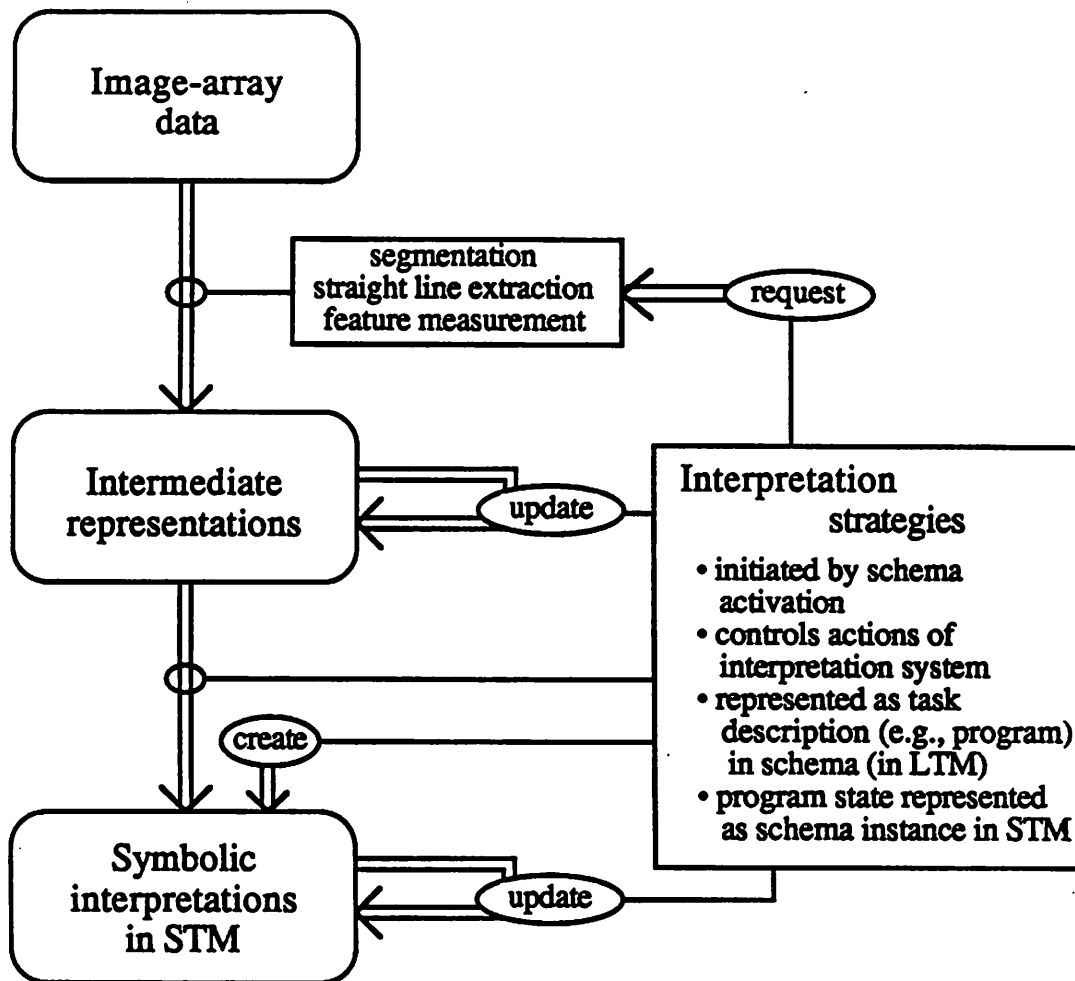 Image-array
data
segmentation
straight line extraction
feature measurement
request
Intermediate
representations
update
Interpretation
strategies
• initiated by schema
activation
• controls actions of
interpretation system
• represented as task
description (e.g., program)
in schema (in LTM)
• program state represented
as schema instance in STM
create
Symbolic
interpretations
in STM
update